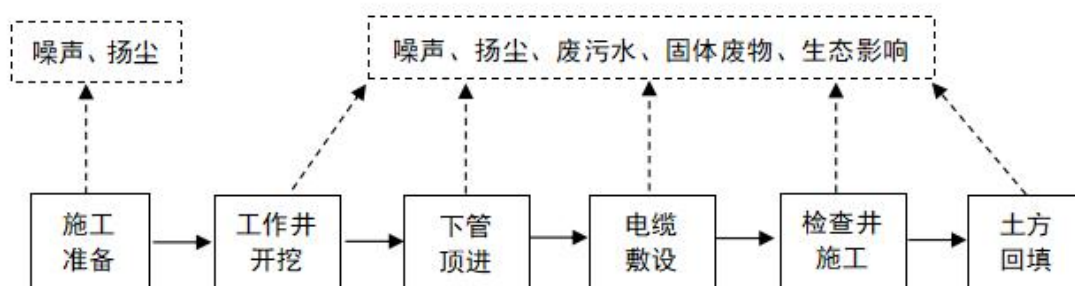 噪声、扬尘
噪声、扬尘、废污水、固体废物、生态影响
施工
准备
工作井
开挖
下管
顶进
电缆
敷设
检查井
施工
土方
回填